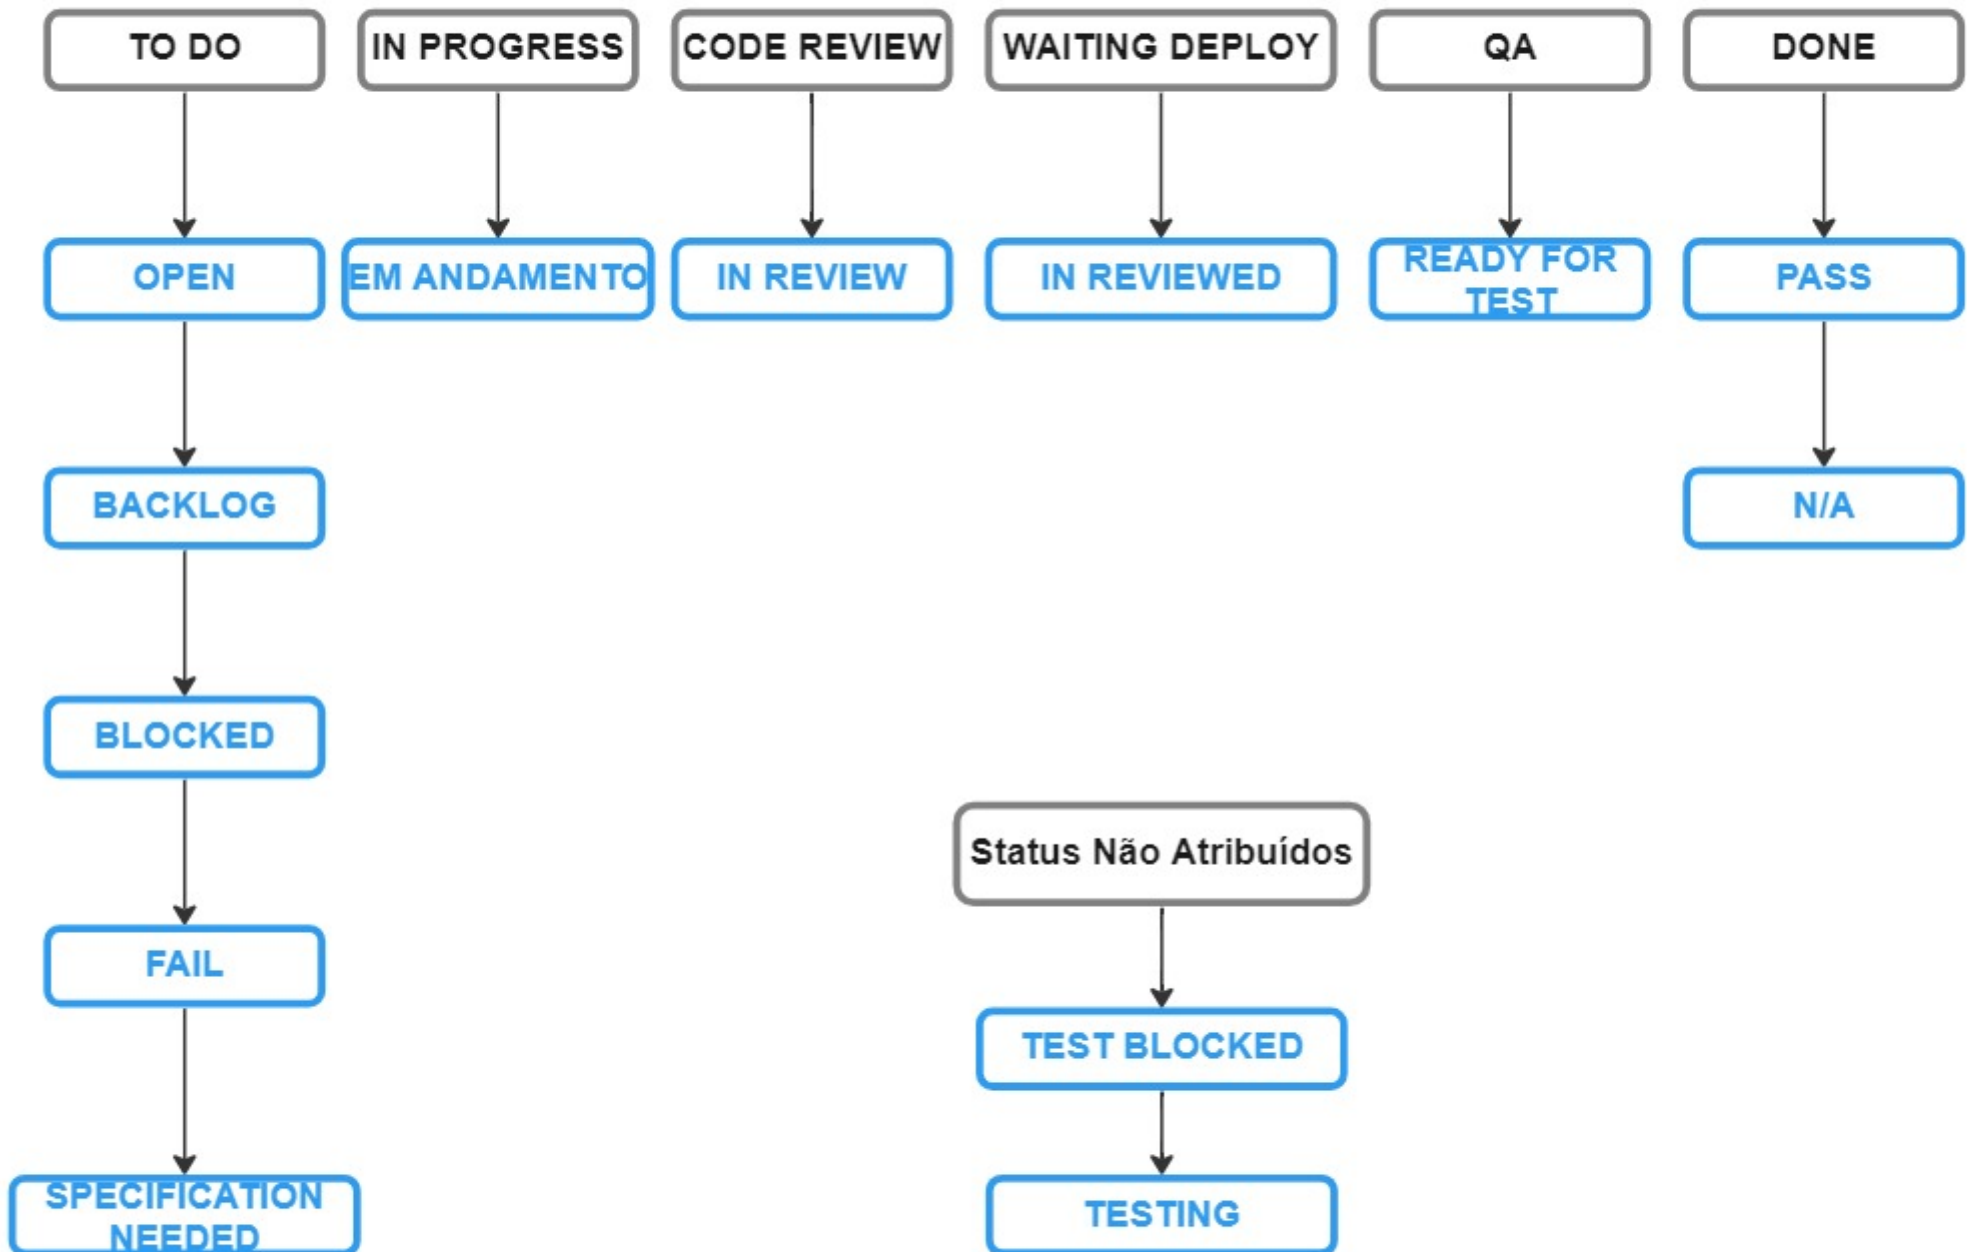 TO DO
IN PROGRESS
CODE REVIEW
WAITING DEPLOY
QA
DONE
OPEN
EM ANDAMENTO
IN REVIEW
IN REVIEWED
READY FOR
TEST
PASS
BACKLOG
N/A
BLOCKED
Status Não Atribuídos
FAIL
TEST BLOCKED
SPECIFICATION
NEEDED
TESTING